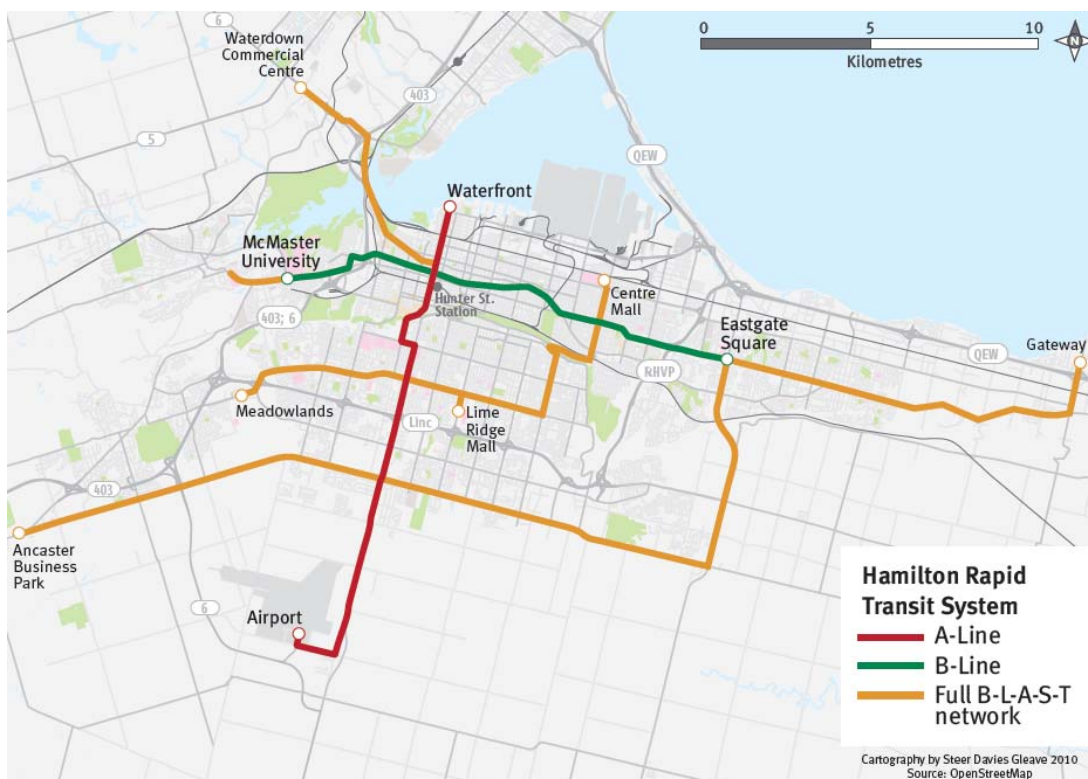 6
Waterdown
Commercial
Centre
403
5
0
5
10
Kilometres
N
QEW
Waterfront
McMaster
University
Hunter St.
Station
Centre
Mall
403; 6
Eastgate
Square
QEW
Gateway
RHVP
Meadowlands
Linc
Lime
Ridge
Mall
403
Ancaster
Business
Park
6
Airport
Hamilton Rapid
Transit System
A-Line
B-Line
Full B-L-A-S-T
network
Cartography by Steer Davies Gleave 2010
Source: OpenStreetMap